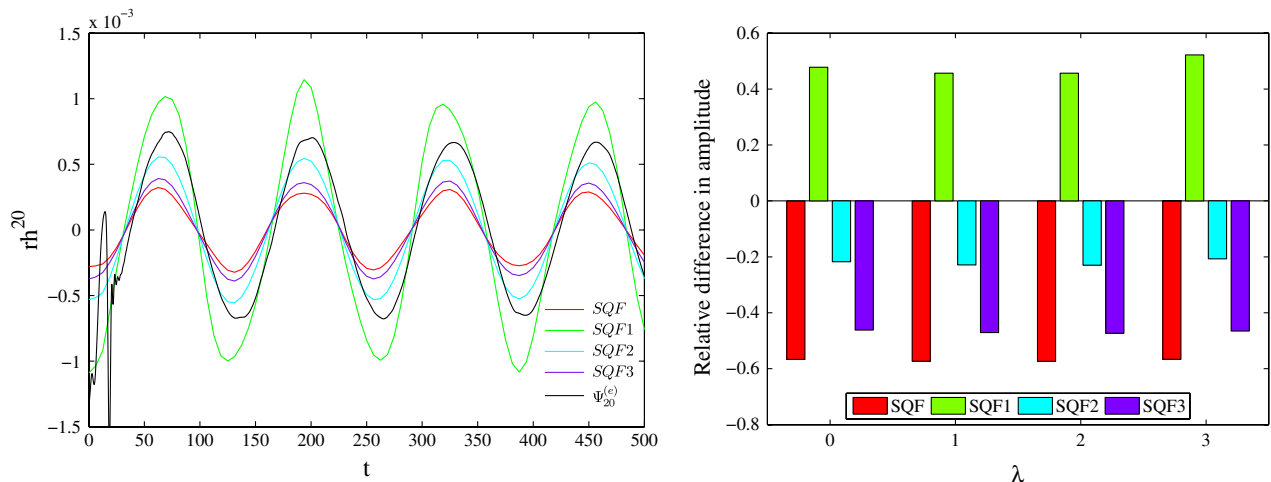 x 10⁻³
1.5
1
0.5
0
−0.5
−1
−1.5
rh²⁰
0 50 100 150 200 250 300 350 400 450 500
t
SQF
SQF1
SQF2
SQF3
Ψ₂₀⁽ᵉ⁾
0.6
0.4
0.2
0
−0.2
−0.4
−0.6
−0.8
Relative difference in amplitude
SQF SQF1 SQF2 SQF3
0 1 2 3
λ